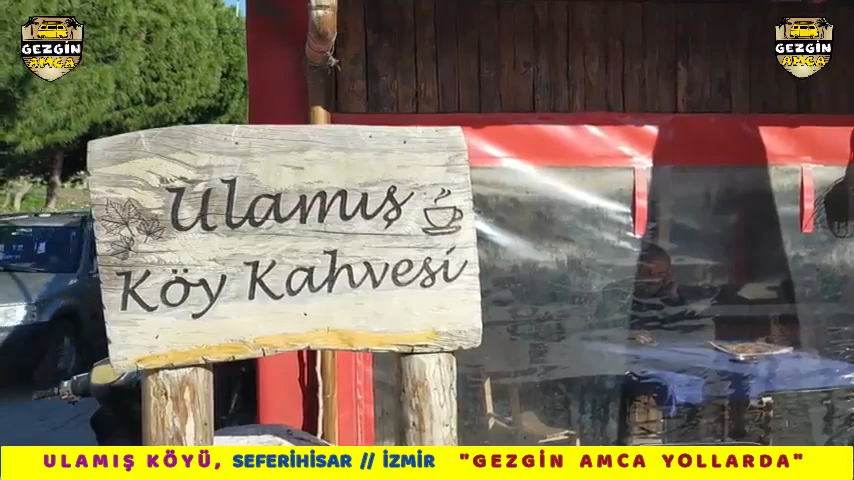 GEZGİN
AMCA
GEZGİN
AMCA
Ulamış
Köy Kahvesi
ULAMIŞ KÖYÜ, SEFERİHİSAR // İZMİR "GEZGİN AMCA YOLLARDA"